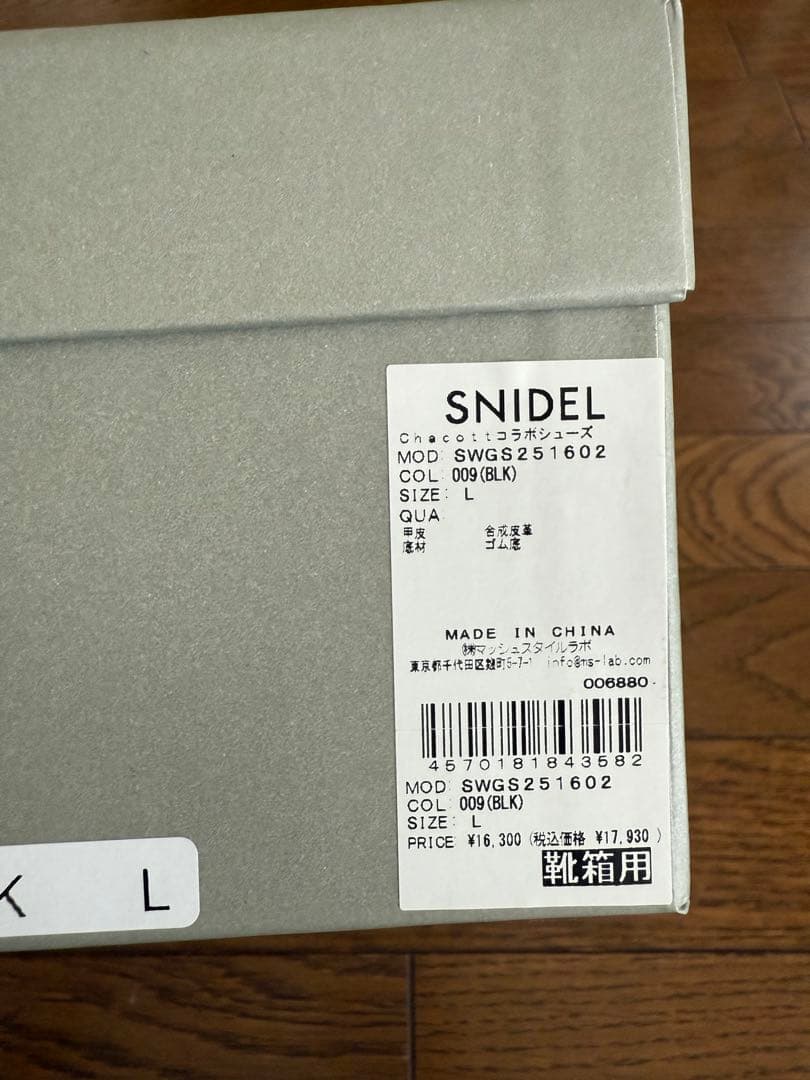 SNIDEL
Chacottコラボシューズ
MOD: SWGS251602
COL: 009(BLK)
SIZE: L
QUA
甲皮 合成皮革
底材 ゴム底
MADE IN CHINA
㈱マッシュスタイルラボ
東京都千代田区麹町5-7-1 info@ms-lab.com
006880
4570181843582
MOD: SWGS251602
COL: 009(BLK)
SIZE: L
PRICE: ¥16,300 (税込価格 ¥17,930 )
靴箱用
L